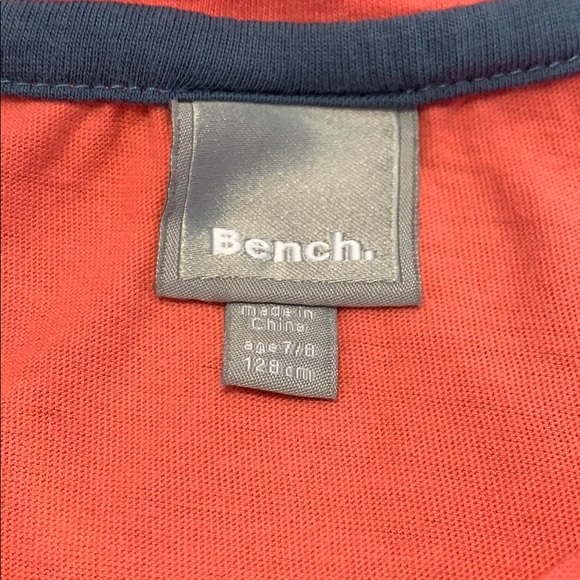 Bench.
made in
China
age 7/8
128 cm